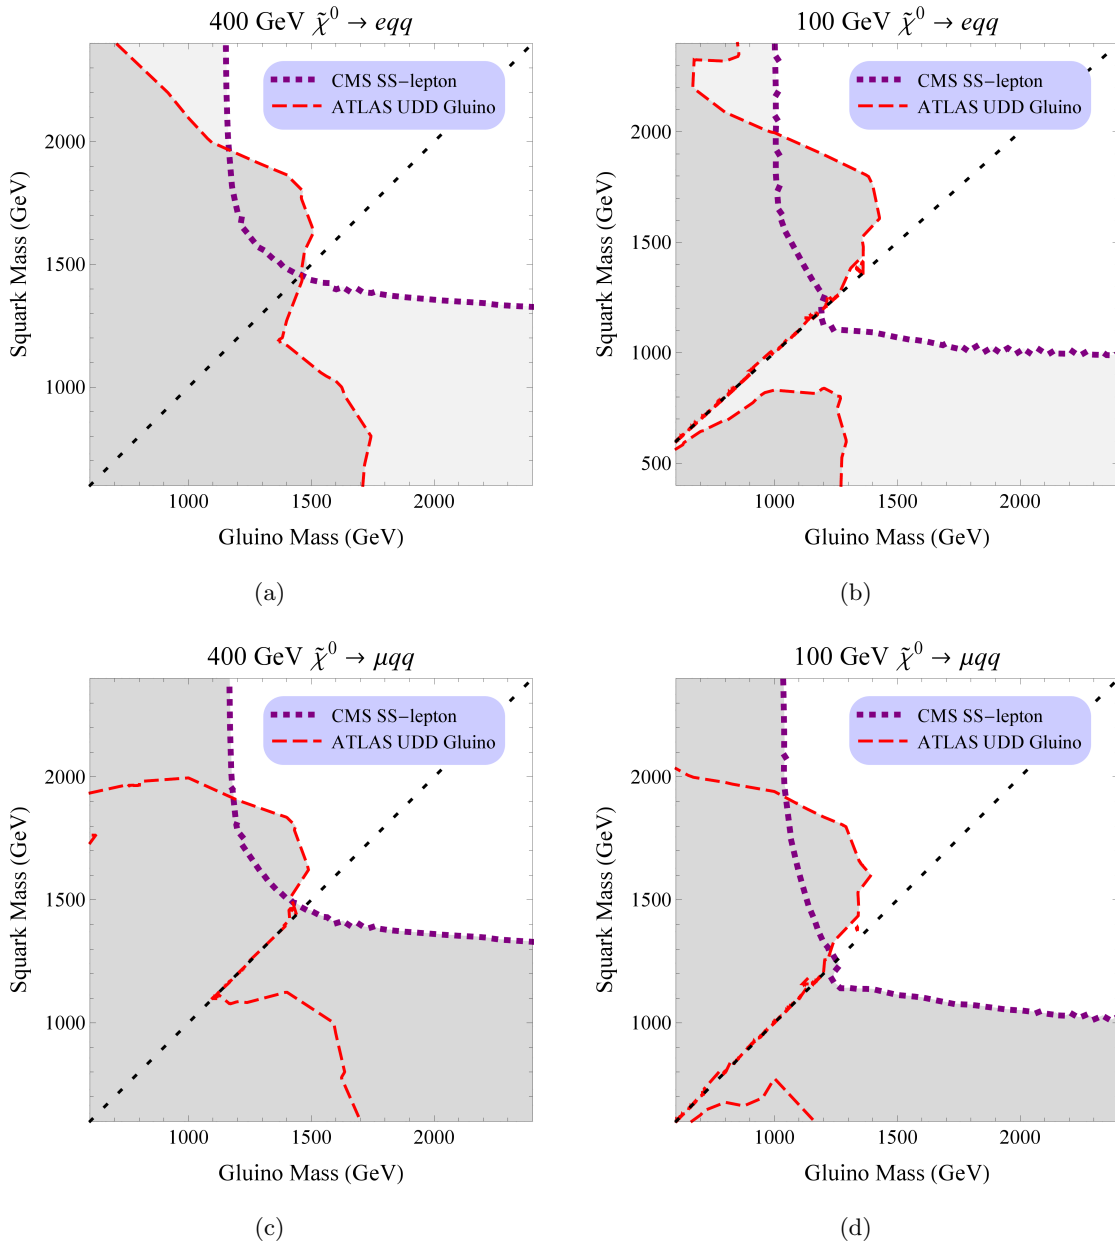 400 GeV χ̃⁰ → eqq
CMS SS−lepton
ATLAS UDD Gluino
2000
1500
1000
Squark Mass (GeV)
1000 1500 2000
Gluino Mass (GeV)
(a)
100 GeV χ̃⁰ → eqq
CMS SS−lepton
ATLAS UDD Gluino
2000
1500
1000
500
Squark Mass (GeV)
1000 1500 2000
Gluino Mass (GeV)
(b)
400 GeV χ̃⁰ → μqq
CMS SS−lepton
ATLAS UDD Gluino
2000
1500
1000
Squark Mass (GeV)
1000 1500 2000
Gluino Mass (GeV)
(c)
100 GeV χ̃⁰ → μqq
CMS SS−lepton
ATLAS UDD Gluino
2000
1500
1000
Squark Mass (GeV)
1000 1500 2000
Gluino Mass (GeV)
(d)